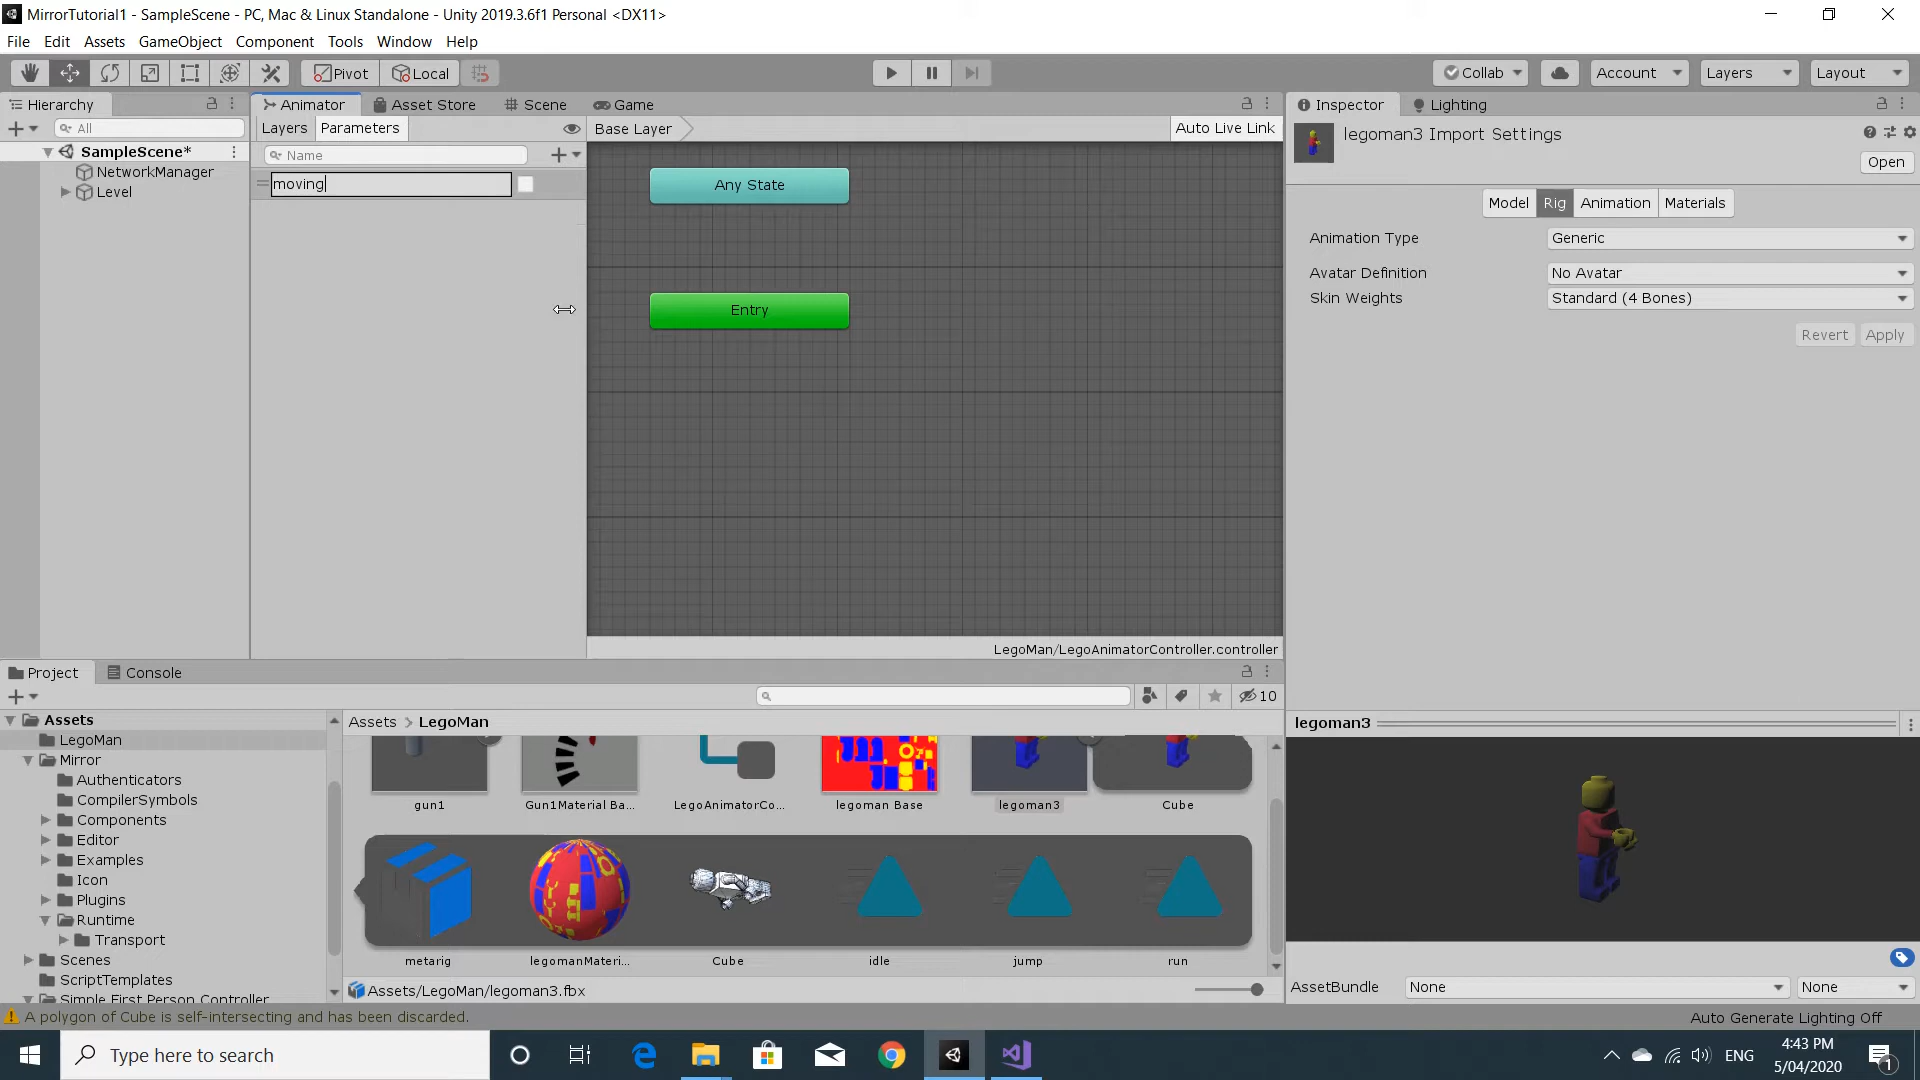 MirrorTutorial1 - SampleScene - PC, Mac & Linux Standalone - Unity 2019.3.6f1 Personal <DX11>
File Edit Assets GameObject Component Tools Window Help
Pivot Local Collab Account Layers Layout
Hierarchy Animator Asset Store Scene Game Inspector Lighting
All Layers Parameters Base Layer Auto Live Link
legoman3 Import Settings
Open
SampleScene*
NetworkManager
Level
Name
moving
Any State
Entry
LegoMan/LegoAnimatorController.controller
Model Rig Animation Materials
Animation Type Generic
Avatar Definition No Avatar
Skin Weights Standard (4 Bones)
Revert Apply
Project Console
10
Assets
LegoMan
Mirror
Authenticators
CompilerSymbols
Components
Editor
Examples
Icon
Plugins
Runtime
Transport
Scenes
ScriptTemplates
Simple First Person Controller
Assets > LegoMan
gun1 Gun1Material Ba... LegoAnimatorCo... legoman Base legoman3 Cube
metarig legomanMateri... Cube idle jump run
Assets/LegoMan/legoman3.fbx
legoman3
AssetBundle None None
A polygon of Cube is self-intersecting and has been discarded.
Auto Generate Lighting Off
Type here to search
ENG
4:43 PM
5/04/2020
1